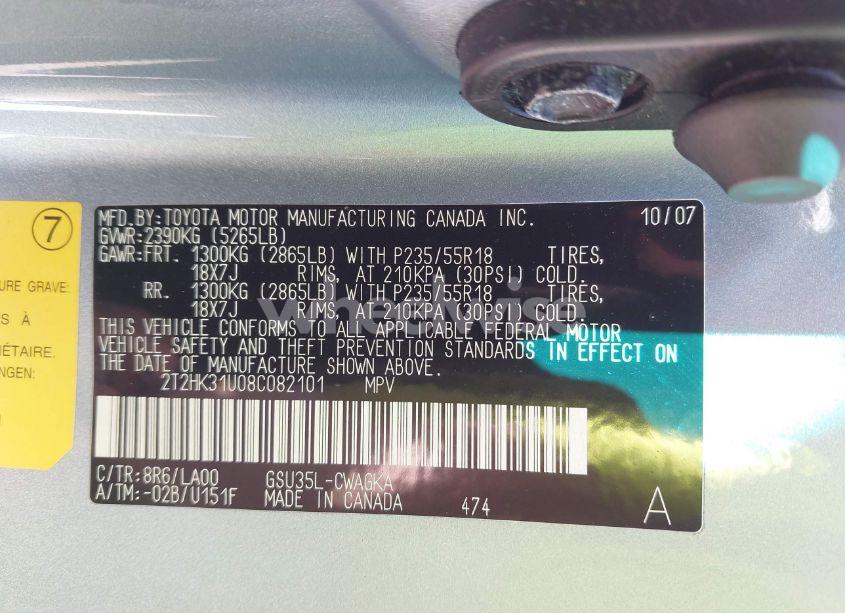 7
URE GRAVE:
S À
IÉTAIRE.
NGEN:
MFD.BY:TOYOTA MOTOR MANUFACTURING CANADA INC. 10/07
GVWR:2390KG (5265LB)
GAWR:FRT. 1300KG (2865LB) WITH P235/55R18 TIRES,
18X7J RIMS, AT 210KPA (30PSI) COLD.
RR. 1300KG (2865LB) WITH P235/55R18 TIRES,
18X7J RIMS, AT 210KPA (30PSI) COLD.
THIS VEHICLE CONFORMS TO ALL APPLICABLE FEDERAL MOTOR
VEHICLE SAFETY AND THEFT PREVENTION STANDARDS IN EFFECT ON
THE DATE OF MANUFACTURE SHOWN ABOVE.
2T2HK31U08C082101 MPV
C/TR:8R6/LA00 GSU35L-CWAGKA
A/TM:-02B/U151F MADE IN CANADA 474 A
wheelwise